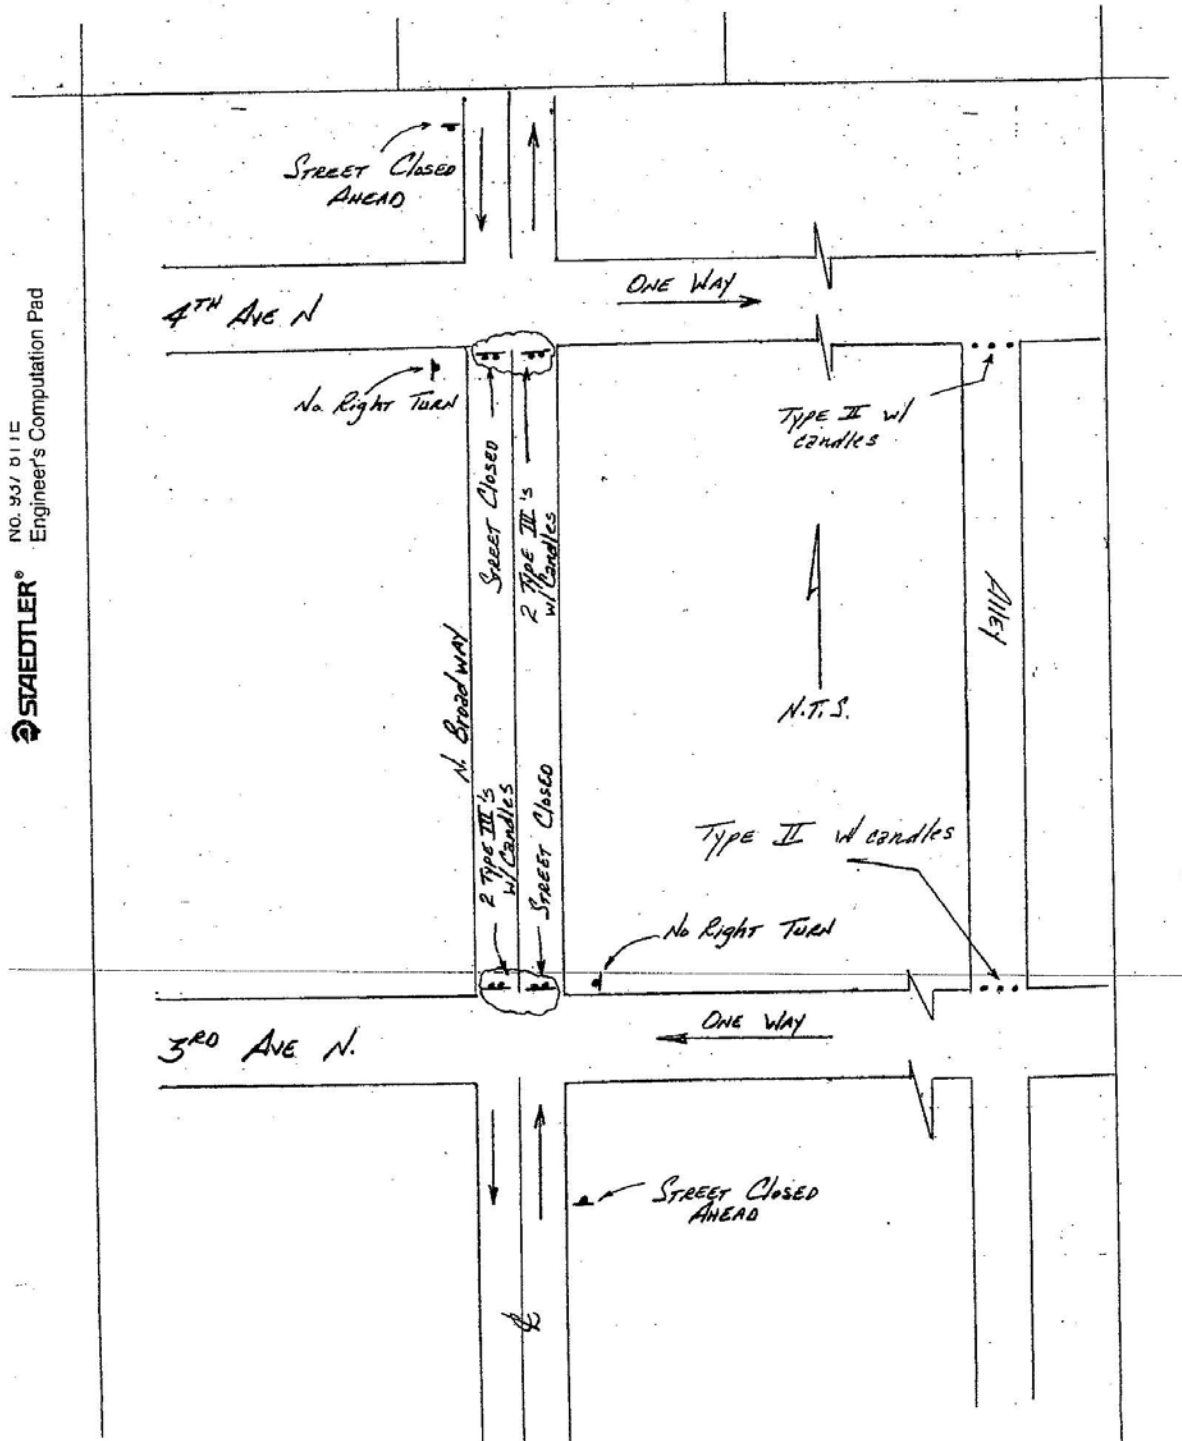 STREET Closed
AHEAD
ONE WAY
4TH AVE N
No Right Turn
Type II w/
candles
Street Closed
2 Type III's
w/ Candles
Alley
N. Broadway
N.T.S.
2 Type III's
w/ Candles
Street Closed
Type II w/ candles
No Right Turn
ONE WAY
3RD AVE N.
STREET Closed
AHEAD
℄
STAEDTLER®
Engineer's Computation Pad